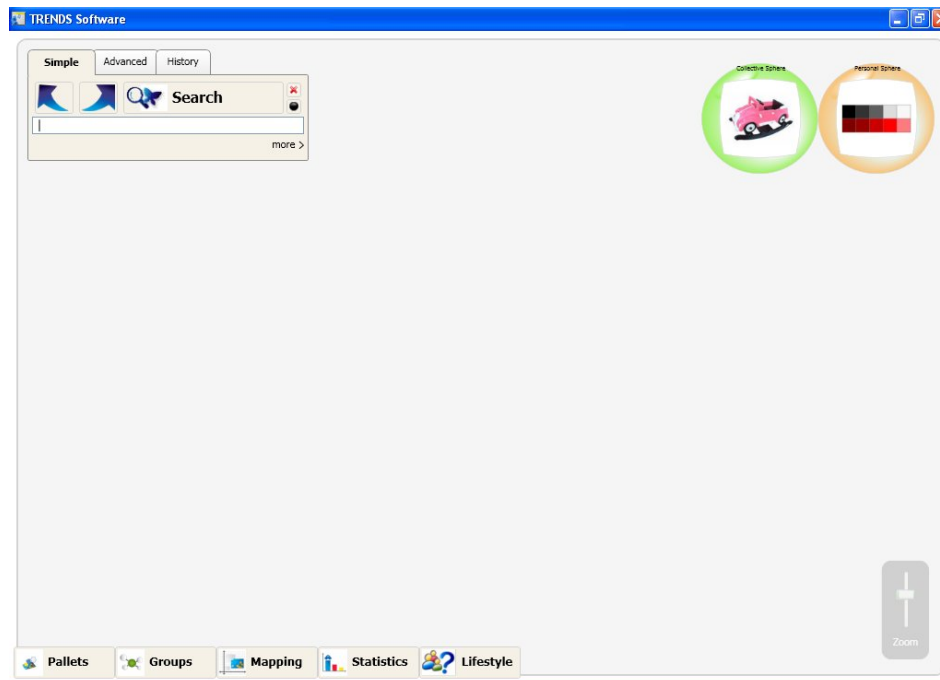 TRENDS Software
Simple Advanced History
Search
more >
Collective Sphere
Personal Sphere
Zoom
Pallets Groups Mapping Statistics Lifestyle